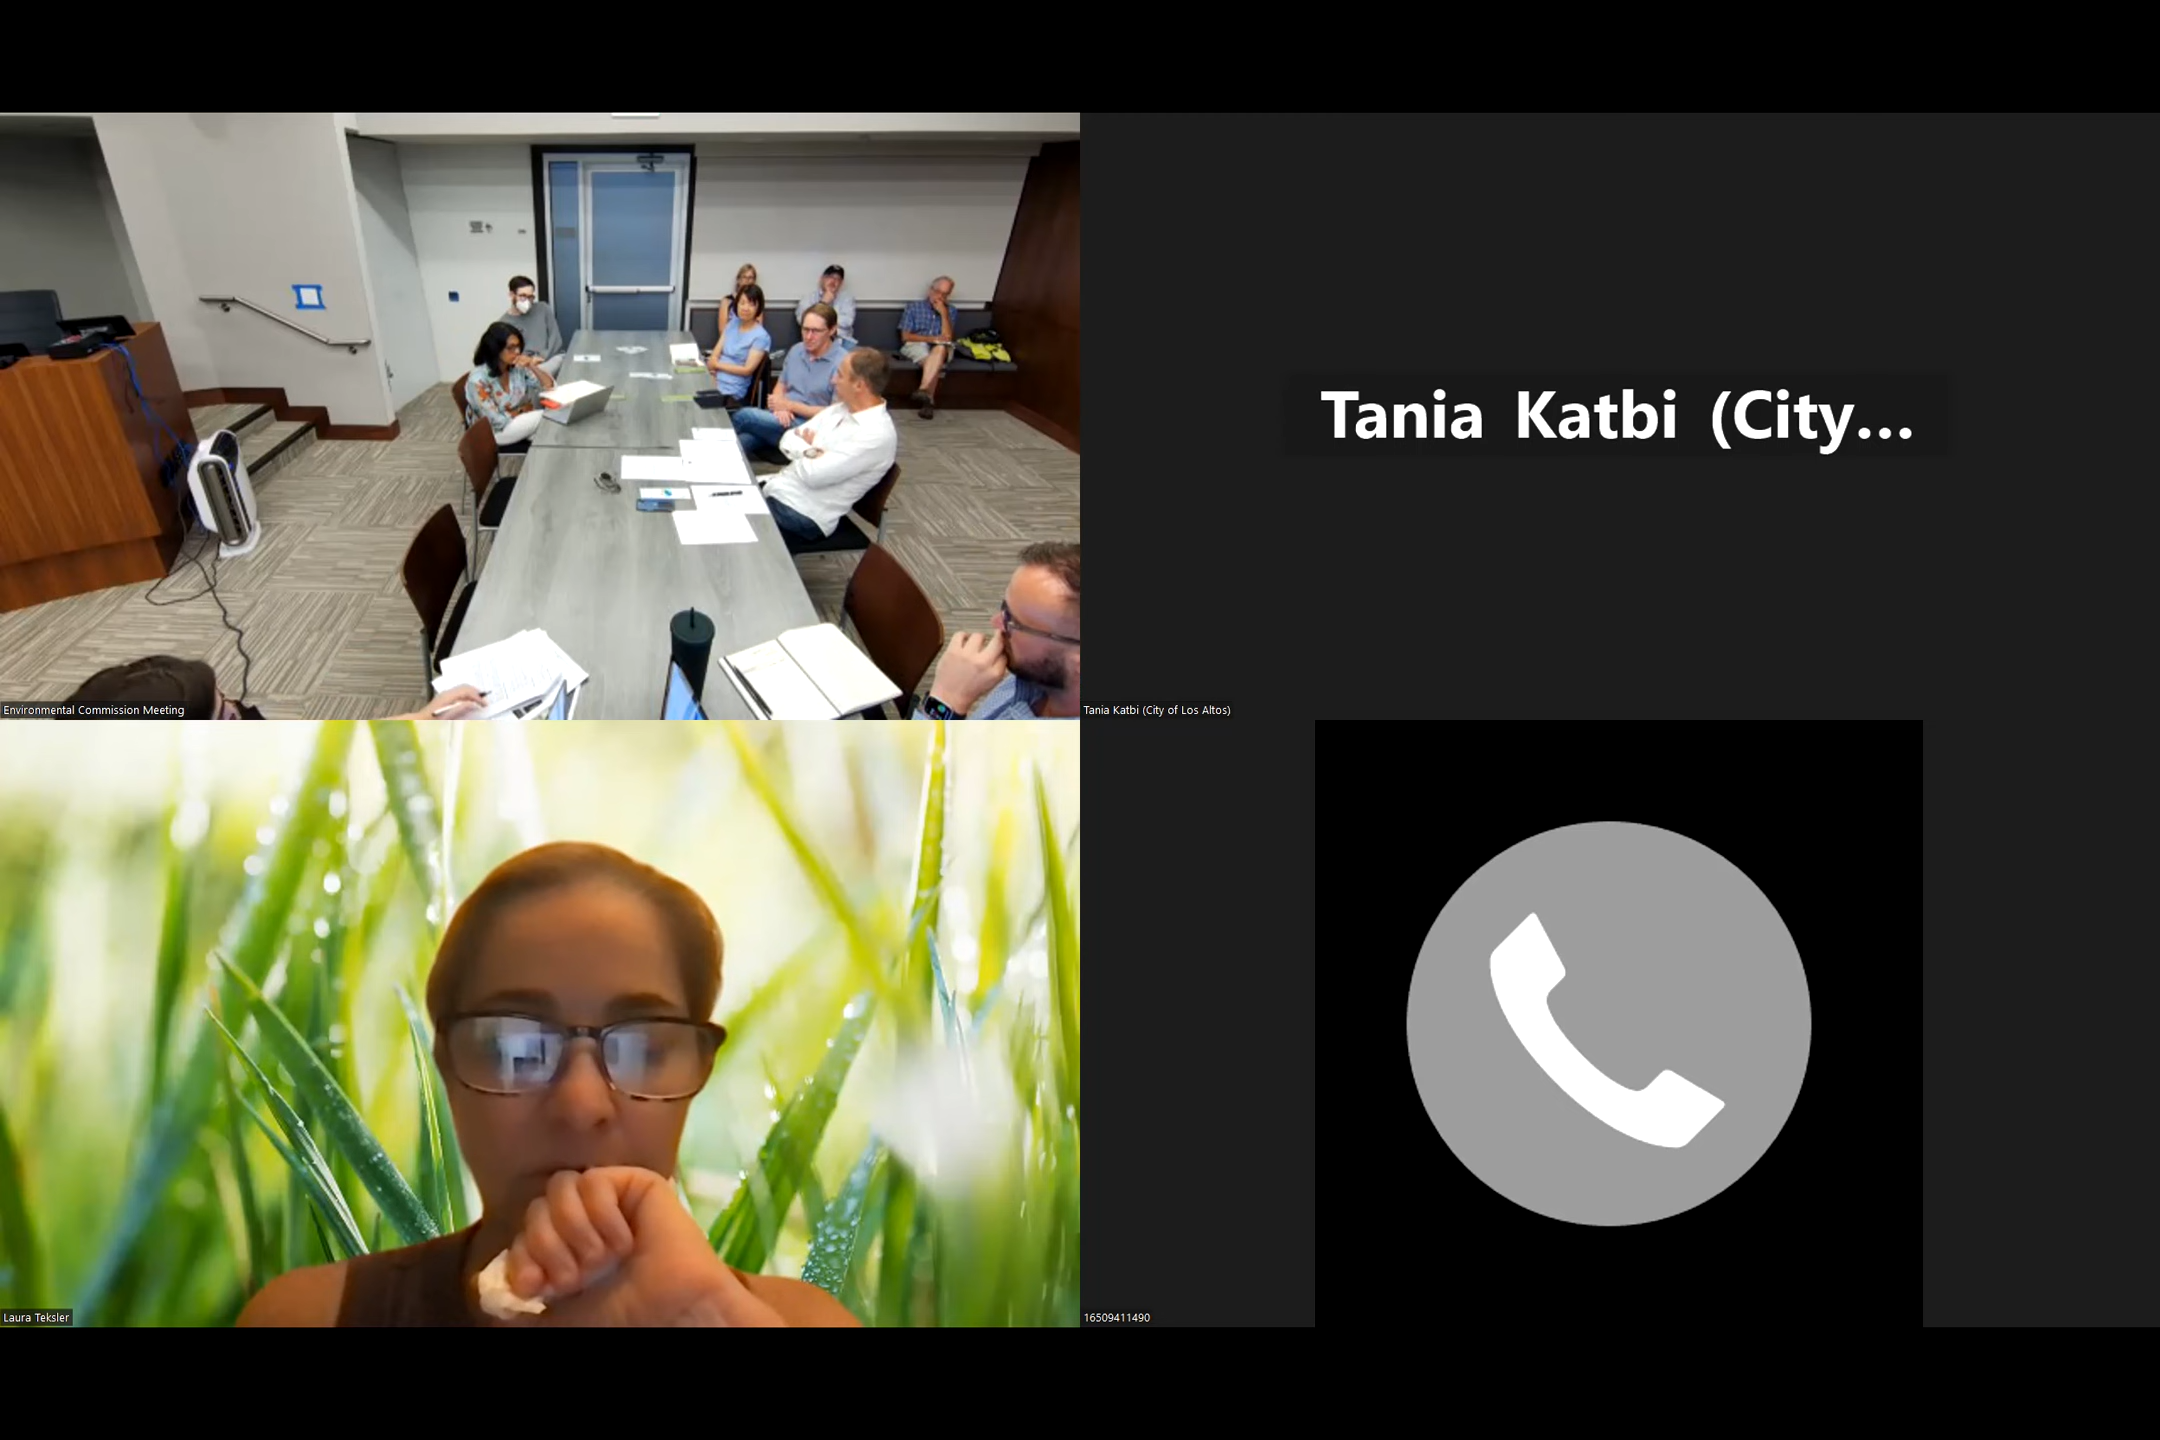 Tania Katbi (City...
Environmental Commission Meeting
Tania Katbi (City of Los Altos)
Laura Teksler
16509411490